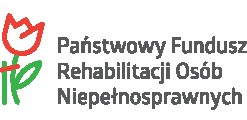 Państwowy Fundusz
Rehabilitacji Osób
Niepełnosprawnych